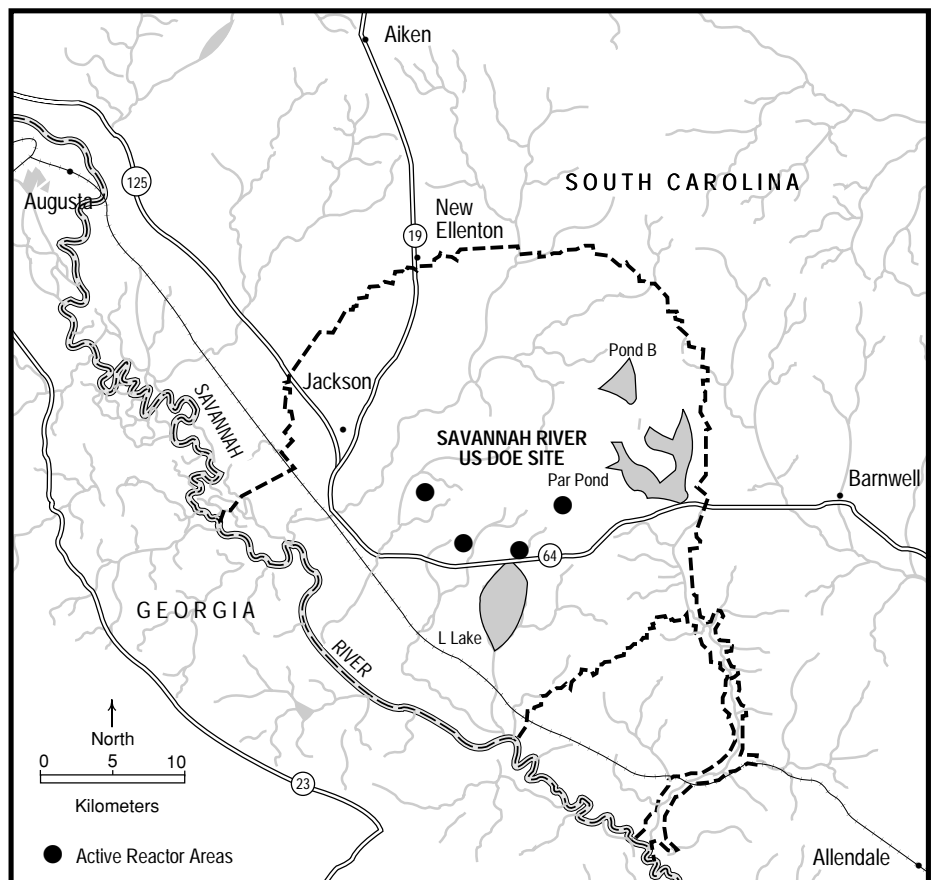 Aiken
SOUTH CAROLINA
125
Augusta
New
Ellenton
19
Pond B
Jackson
SAVANNAH
SAVANNAH RIVER
US DOE SITE
Par Pond
Barnwell
64
GEORGIA
L Lake
RIVER
North
0 5 10
Kilometers
23
Active Reactor Areas
Allendale